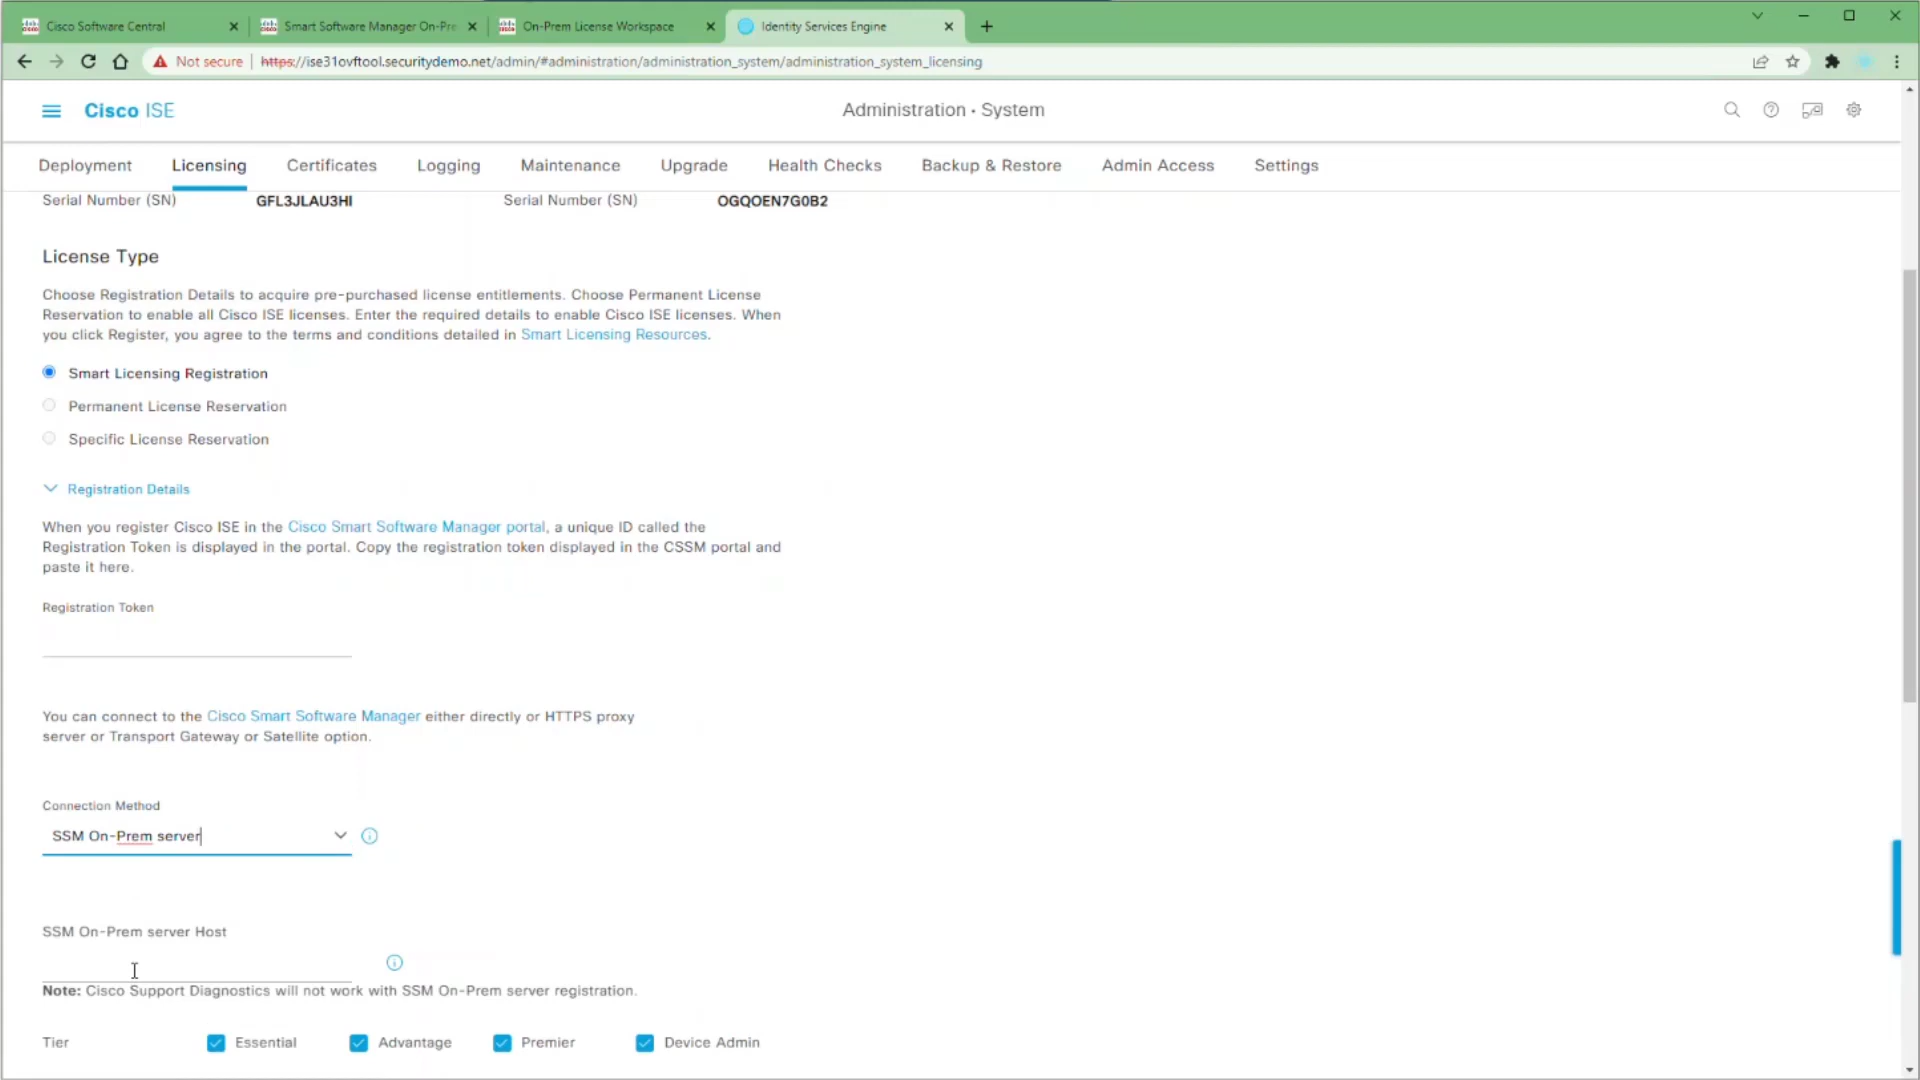 Cisco Software Central
Smart Software Manager On-Pre
On-Prem License Workspace
Identity Services Engine
Not secure
https://ise31ovftool.securitydemo.net/admin/#administration/administration_system/administration_system_licensing
Cisco ISE
Administration · System
Deployment Licensing Certificates Logging Maintenance Upgrade Health Checks Backup & Restore Admin Access Settings
Serial Number (SN) GFL3JLAU3HI Serial Number (SN) OGQOEN7G0B2
License Type
Choose Registration Details to acquire pre-purchased license entitlements. Choose Permanent License
Reservation to enable all Cisco ISE licenses. Enter the required details to enable Cisco ISE licenses. When
you click Register, you agree to the terms and conditions detailed in Smart Licensing Resources.
Smart Licensing Registration
Permanent License Reservation
Specific License Reservation
Registration Details
When you register Cisco ISE in the Cisco Smart Software Manager portal, a unique ID called the
Registration Token is displayed in the portal. Copy the registration token displayed in the CSSM portal and
paste it here.
Registration Token
You can connect to the Cisco Smart Software Manager either directly or HTTPS proxy
server or Transport Gateway or Satellite option.
Connection Method
SSM On-Prem server
SSM On-Prem server Host
Note: Cisco Support Diagnostics will not work with SSM On-Prem server registration.
Tier Essential Advantage Premier Device Admin